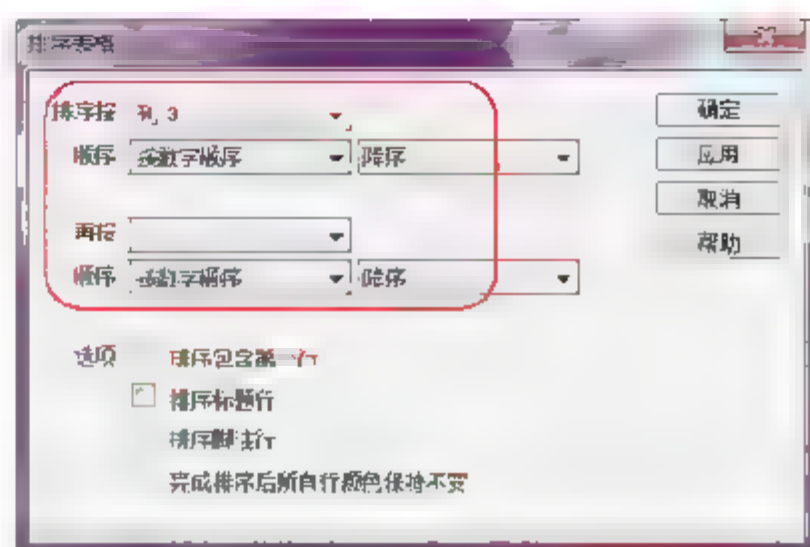 排序表格
排序按 列 3
确定
顺序 按数字顺序 降序
应用
取消
再按
帮助
顺序 按数字顺序 降序
选项 排序包含第一行
排序标题行
排序脚注行
完成排序后所有行颜色保持不变